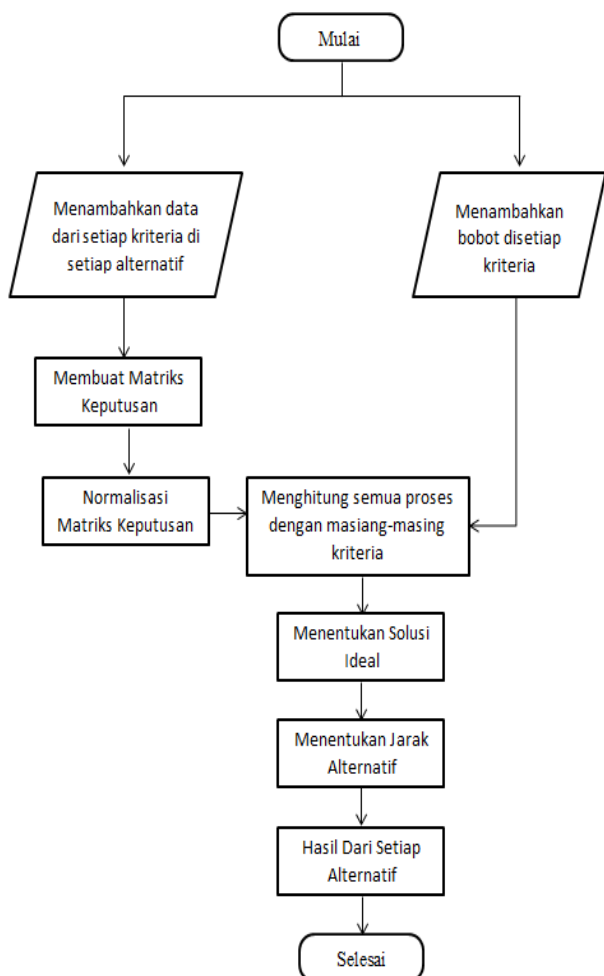 Mulai
Menambahkan data
dari setiap kriteria di
setiap alternatif
Menambahkan
bobot disetiap
kriteria
Membuat Matriks
Keputusan
Normalisasi
Matriks Keputusan
Menghitung semua proses
dengan masiang-masing
kriteria
Menentukan Solusi
Ideal
Menentukan Jarak
Alternatif
Hasil Dari Setiap
Alternatif
Selesai